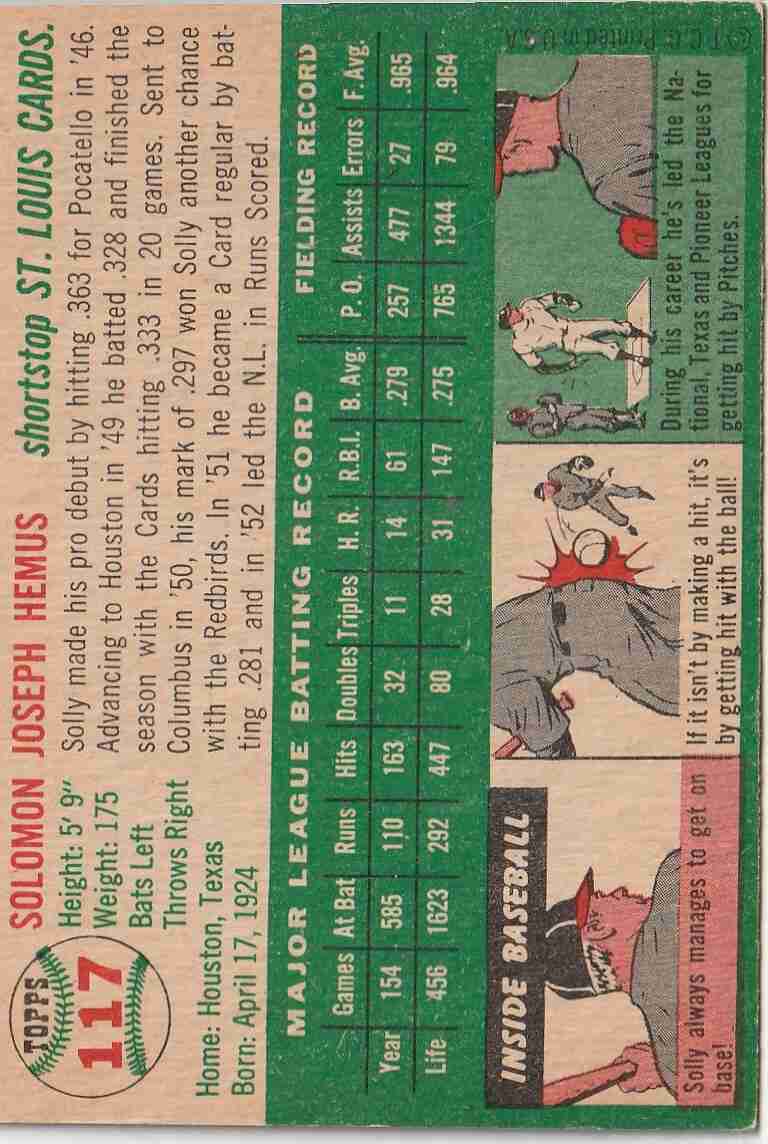 TOPPS
117
SOLOMON JOSEPH HEMUS
shortstop ST. LOUIS CARDS.
Height: 5' 9"
Weight: 175
Bats Left
Throws Right
Home: Houston, Texas
Born: April 17, 1924
Solly made his pro debut by hitting .363 for Pocatello in '46.
Advancing to Houston in '49 he batted .328 and finished the
season with the Cards hitting .333 in 20 games. Sent to
Columbus in '50, his mark of .297 won Solly another chance
with the Redbirds. In '51 he became a Card regular by bat-
ting .281 and in '52 led the N.L. in Runs Scored.
MAJOR LEAGUE BATTING RECORD FIELDING RECORD
Games At Bat Runs Hits Doubles Triples H. R. R.B.I. B. Avg. P. O. Assists Errors F. Avg.
Year 154 585 110 163 32 11 14 61 .279 257 477 27 .965
Life 456 1623 292 447 80 28 31 147 .275 765 1344 79 .964
INSIDE BASEBALL
Solly always manages to get on
base!
If it isn't by making a hit, it's
by getting hit with the ball!
During his career he's led the Na-
tional, Texas and Pioneer Leagues for
getting hit by Pitches.
© T. C. G. Printed in U.S.A.